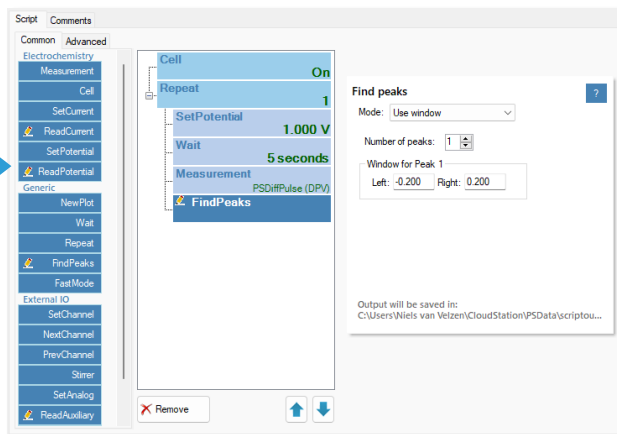 Script Comments
Common Advanced
Electrochemistry
Measurement
Cell
SetCurrent
ReadCurrent
SetPotential
ReadPotential
Generic
NewPlot
Wait
Repeat
FindPeaks
FastMode
External IO
SetChannel
NextChannel
PrevChannel
Stirrer
SetAnalog
ReadAuxiliary
Cell
On
Repeat
1
SetPotential
1.000 V
Wait
5 seconds
Measurement
PSDiffPulse (DPV)
FindPeaks
Remove
Find peaks ?
Mode: Use window
Number of peaks: 1
Window for Peak 1
Left: -0.200 Right: 0.200
Output will be saved in:
C:\Users\Niels van Velzen\CloudStation\PSData\scriptou...